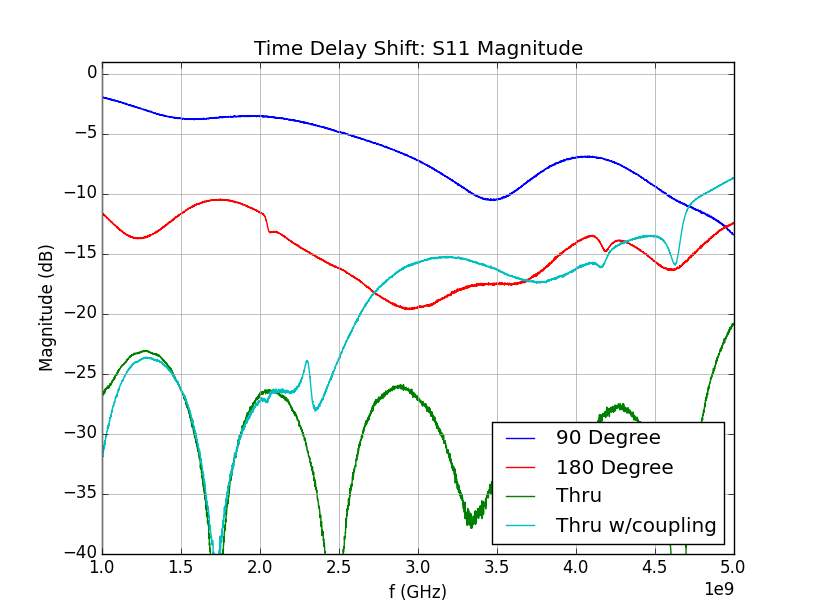 Time Delay Shift: S11 Magnitude
0
−5
−10
−15
−20
−25
−30
−35
−40
Magnitude (dB)
90 Degree
180 Degree
Thru
Thru w/coupling
1.0 1.5 2.0 2.5 3.0 3.5 4.0 4.5 5.0
1e9
f (GHz)